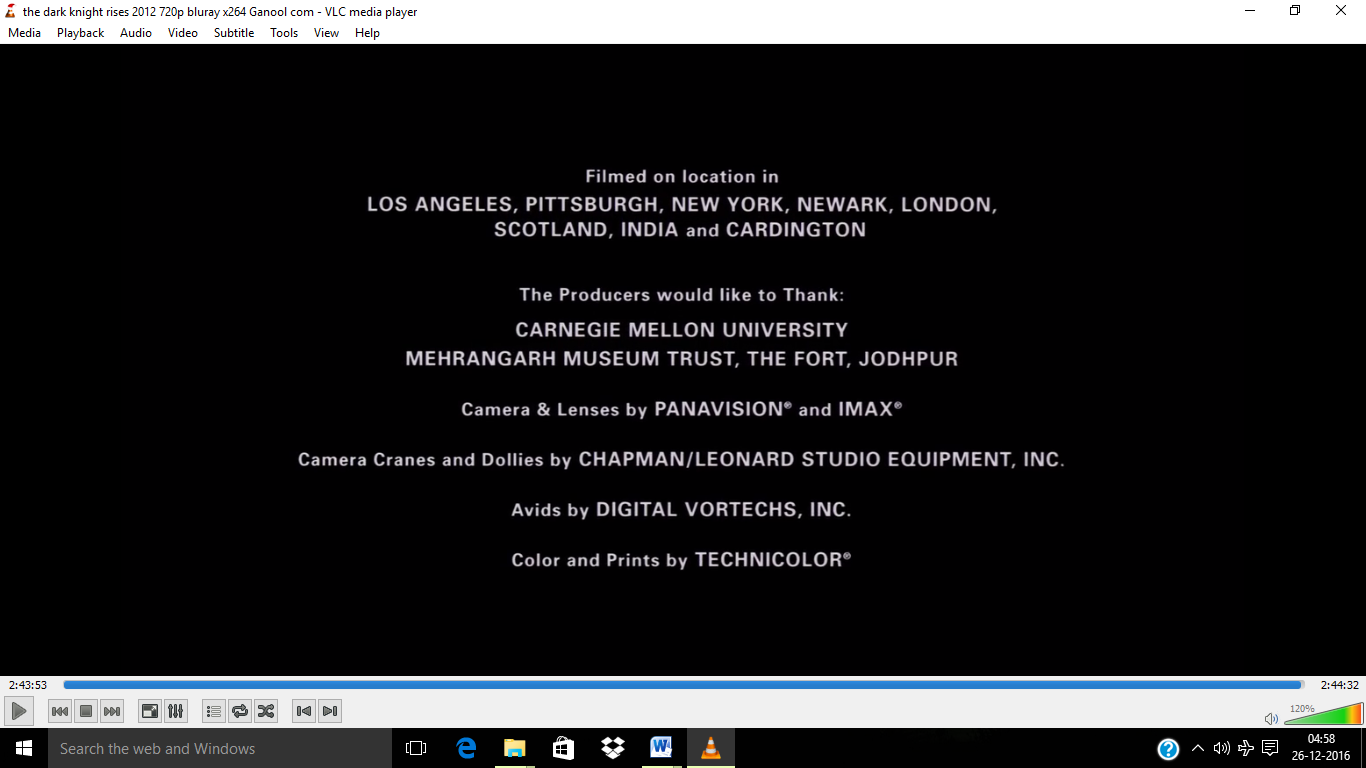 the dark knight rises 2012 720p bluray x264 Ganool com - VLC media player
Media Playback Audio Video Subtitle Tools View Help
Filmed on location in
LOS ANGELES, PITTSBURGH, NEW YORK, NEWARK, LONDON,
SCOTLAND, INDIA and CARDINGTON
The Producers would like to Thank:
CARNEGIE MELLON UNIVERSITY
MEHRANGARH MUSEUM TRUST, THE FORT, JODHPUR
Camera & Lenses by PANAVISION® and IMAX®
Camera Cranes and Dollies by CHAPMAN/LEONARD STUDIO EQUIPMENT, INC.
Avids by DIGITAL VORTECHS, INC.
Color and Prints by TECHNICOLOR®
2:43:53 2:44:32
120%
Search the web and Windows
04:58
26-12-2016